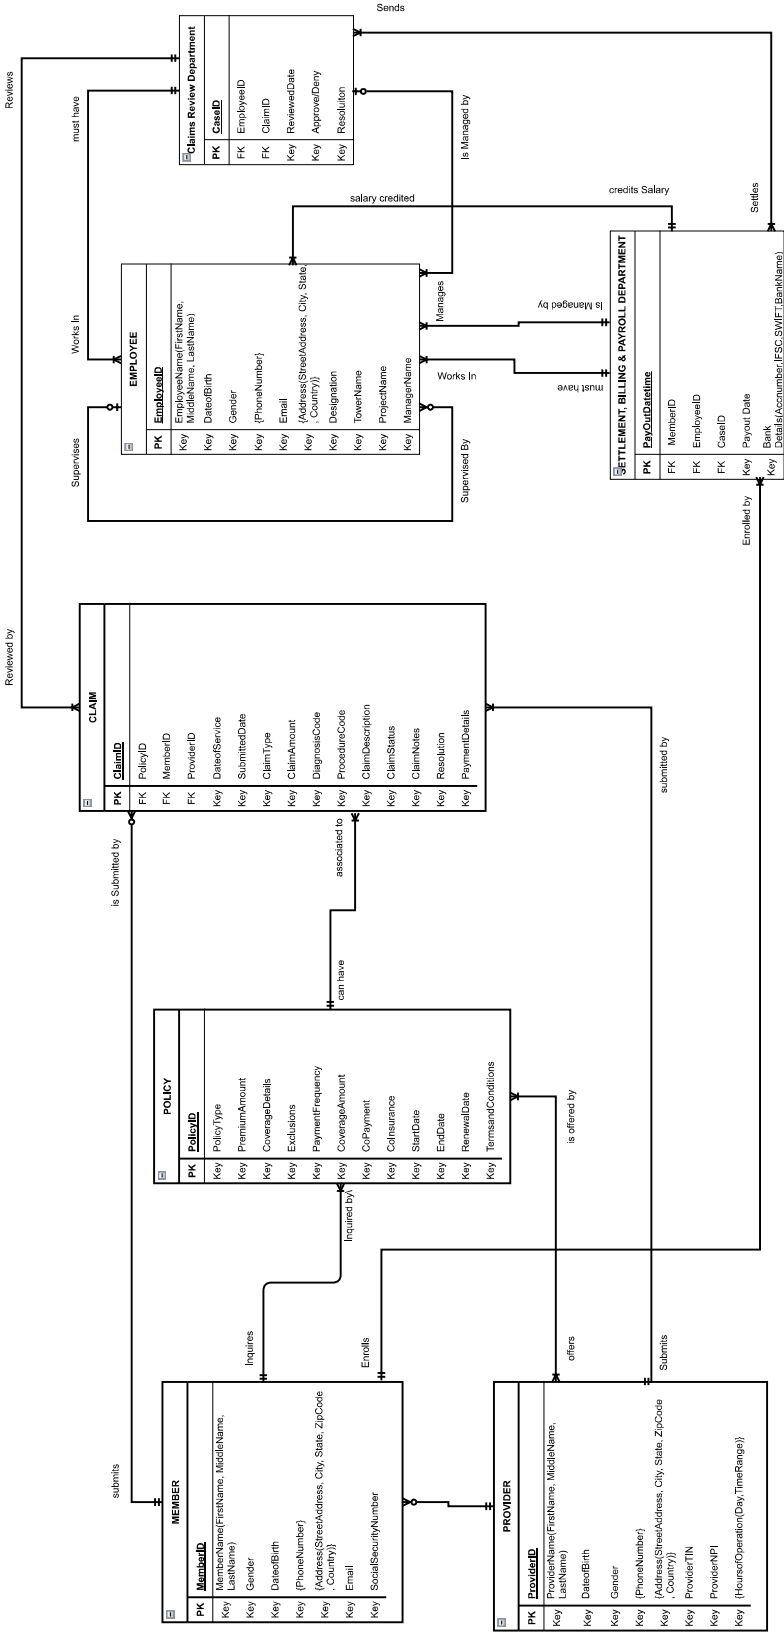 MEMBER
PK MemberID
Key MemberName(FirstName, MiddleName,
LastName)
Key Gender
Key DateofBirth
Key {PhoneNumber}
Key {Address(StreetAddress, City, State, ZipCode
, Country)}
Key Email
Key SocialSecurityNumber
submits
Inquires
Enrolls
PROVIDER
PK ProviderID
Key ProviderName(FirstName, MiddleName,
LastName)
Key DateofBirth
Key Gender
Key {PhoneNumber}
Key {Address(StreetAddress, City, State, ZipCode
, Country)}
Key ProviderTIN
Key ProviderNPI
Key {HoursofOperation(Day,TimeRange)}
offers
Submits
POLICY
PK PolicyID
Key PolicyType
Key PremiumAmount
Key CoverageDetails
Key Exclusions
Key PaymentFrequency
Key CoverageAmount
Key CoPayment
Key CoInsurance
Key StartDate
Key EndDate
Key RenewalDate
Key TermsandConditions
Inquired by\
is offered by
can have
is Submitted by
associated to
submitted by
CLAIM
PK ClaimID
FK PolicyID
FK MemberID
FK ProviderID
Key DateofService
Key SubmittedDate
Key ClaimType
Key ClaimAmount
Key DiagnosisCode
Key ProcedureCode
Key ClaimDescription
Key ClaimStatus
Key ClaimNotes
Key Resolution
Key PaymentDetails
Reviewed by
Reviews
EMPLOYEE
PK EmployeeID
Key EmployeeName(FirstName,
MiddleName, LastName)
Key DateofBirth
Key Gender
Key {PhoneNumber}
Key Email
Key {Address(StreetAddress, City, State,
, Country)}
Key Designation
Key TowerName
Key ProjectName
Key ManagerName
Supervises
Supervised By
Works In
must have
Works In
must have
Manages
Is Managed by
salary credited
credits Salary
Is Managed by
Claims Review Department
PK CaseID
FK EmployeeID
FK ClaimID
Key ReviewedDate
Key Approve/Deny
Key Resoluiton
Sends
Settles
SETTLEMENT, BILLING & PAYROLL DEPARTMENT
PK PayOutDatetime
FK MemberID
FK EmployeeID
FK CaseID
Key Payout Date
Key Bank
Details(Accnumber,IFSC,SWIFT,BankName)
Enrolled by